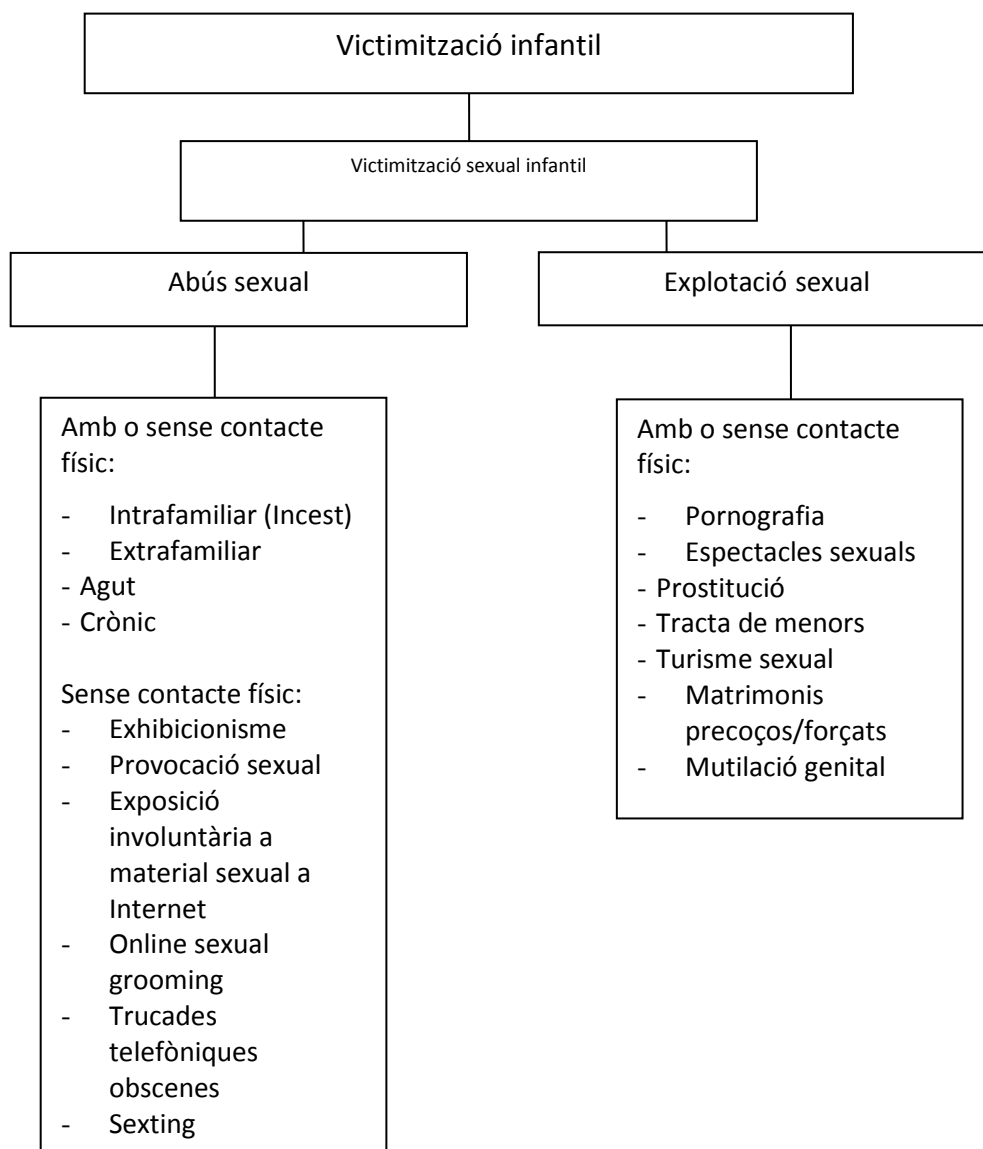 Victimització infantil
Victimització sexual infantil
Abús sexual
Explotació sexual
Amb o sense contacte
físic:
- Intrafamiliar (Incest)
- Extrafamiliar
- Agut
- Crònic
Sense contacte físic:
- Exhibicionisme
- Provocació sexual
- Exposició
involuntària a
material sexual a
Internet
- Online sexual
grooming
- Trucades
telefòniques
obscenes
- Sexting
Amb o sense contacte
físic:
- Pornografia
- Espectacles sexuals
- Prostitució
- Tracta de menors
- Turisme sexual
- Matrimonis
precoços/forçats
- Mutilació genital